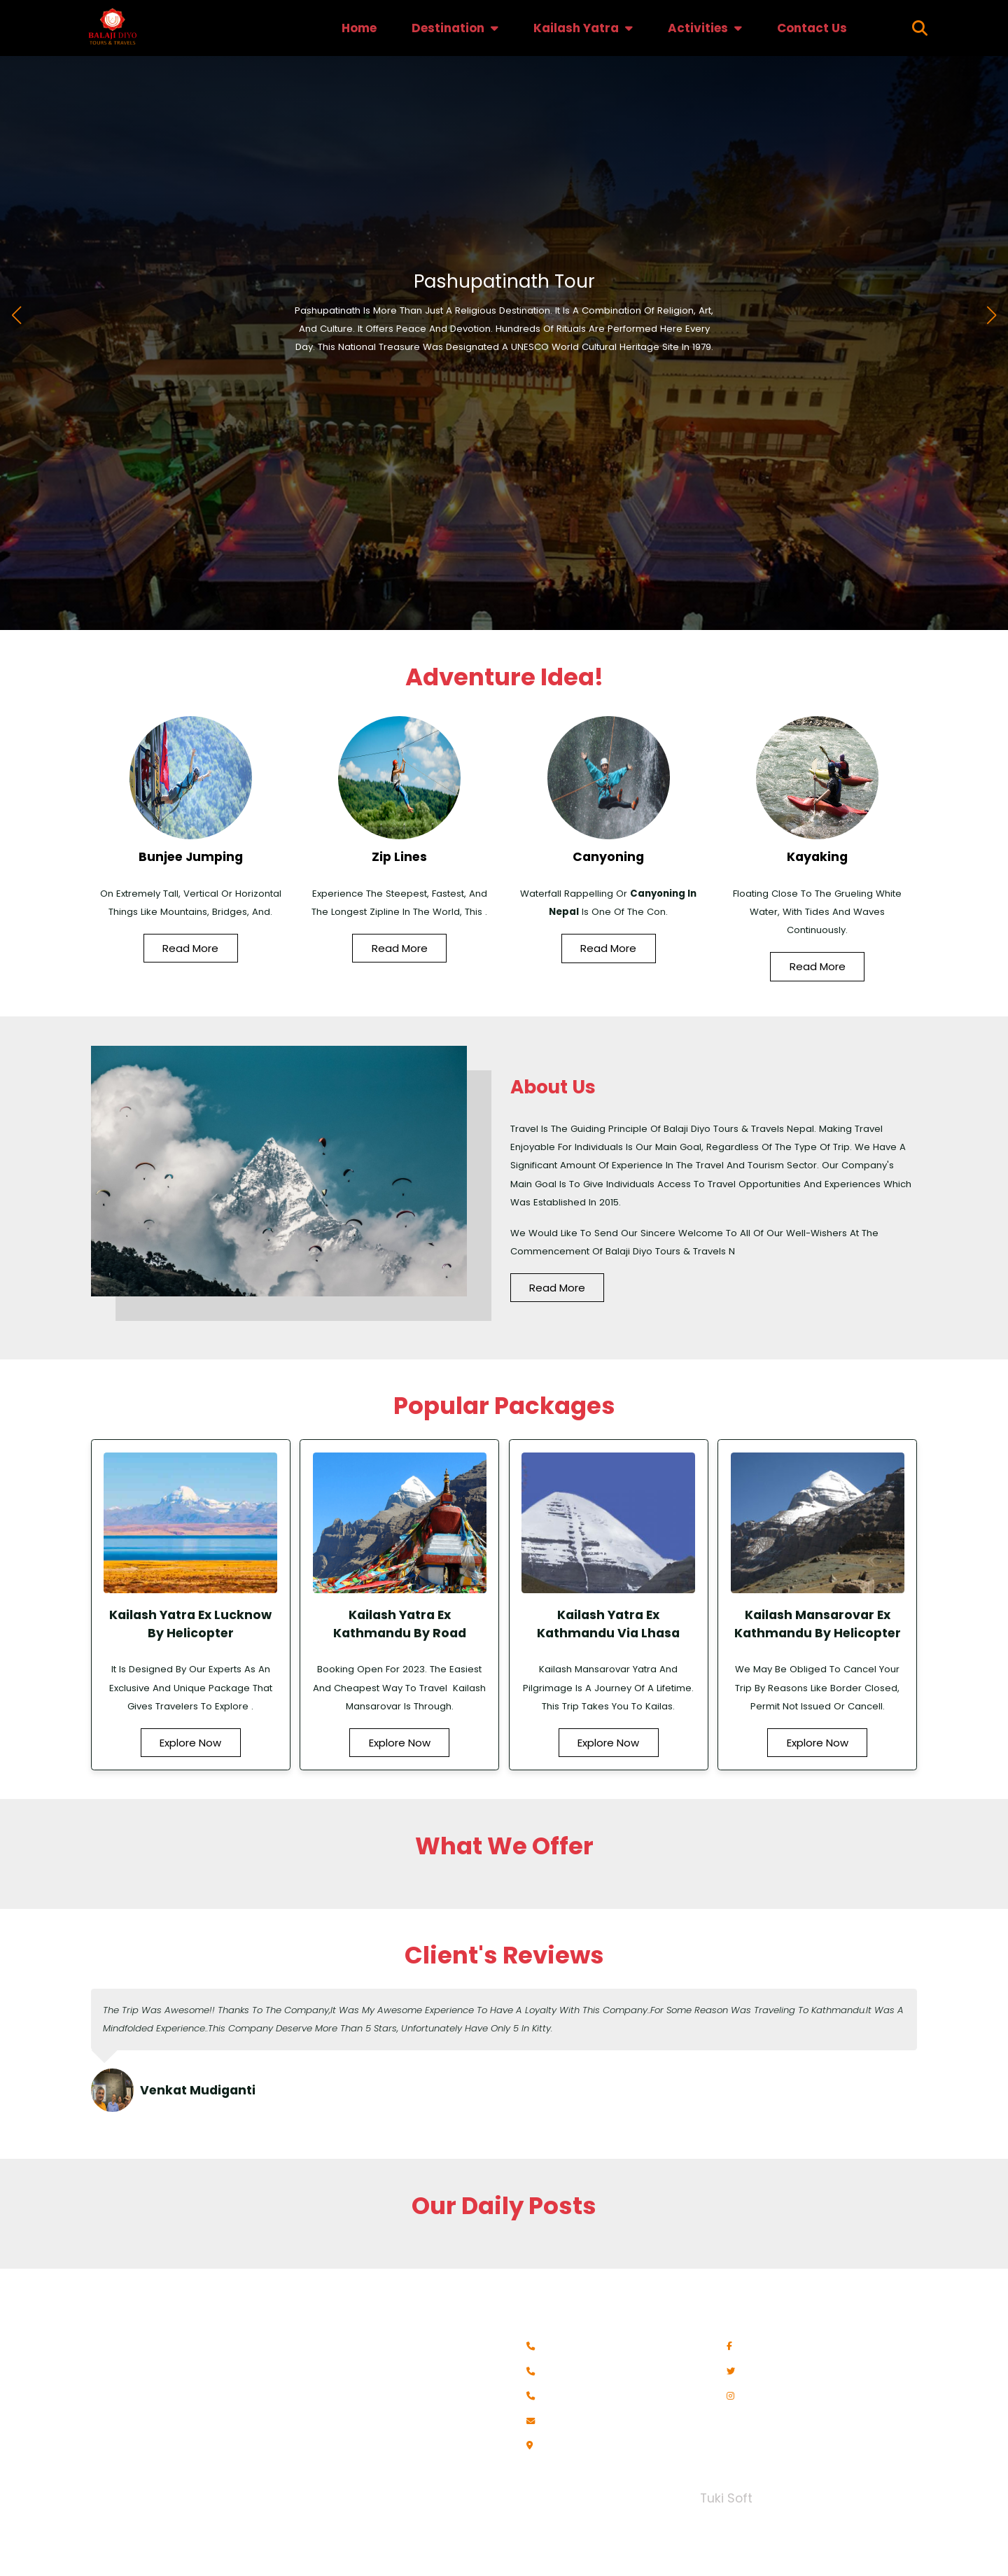 BALAJI DIYO
TOURS & TRAVELS
Home
Destination
Kailash Yatra
Activities
Contact Us
Pashupatinath Tour
Pashupatinath Is More Than Just A Religious Destination. It Is A Combination Of Religion, Art,
And Culture. It Offers Peace And Devotion. Hundreds Of Rituals Are Performed Here Every
Day. This National Treasure Was Designated A UNESCO World Cultural Heritage Site In 1979.
Adventure Idea!
Bunjee Jumping
On Extremely Tall, Vertical Or Horizontal
Things Like Mountains, Bridges, And.
Read More
Zip Lines
Experience The Steepest, Fastest, And
The Longest Zipline In The World, This .
Read More
Canyoning
Waterfall Rappelling Or Canyoning In
Nepal Is One Of The Con.
Read More
Kayaking
Floating Close To The Grueling White
Water, With Tides And Waves
Continuously.
Read More
About Us
Travel Is The Guiding Principle Of Balaji Diyo Tours & Travels Nepal. Making Travel
Enjoyable For Individuals Is Our Main Goal, Regardless Of The Type Of Trip. We Have A
Significant Amount Of Experience In The Travel And Tourism Sector. Our Company's
Main Goal Is To Give Individuals Access To Travel Opportunities And Experiences Which
Was Established In 2015.
We Would Like To Send Our Sincere Welcome To All Of Our Well-Wishers At The
Commencement Of Balaji Diyo Tours & Travels N
Read More
Popular Packages
Kailash Yatra Ex Lucknow
By Helicopter
It Is Designed By Our Experts As An
Exclusive And Unique Package That
Gives Travelers To Explore .
Explore Now
Kailash Yatra Ex
Kathmandu By Road
Booking Open For 2023. The Easiest
And Cheapest Way To Travel  Kailash
Mansarovar Is Through.
Explore Now
Kailash Yatra Ex
Kathmandu Via Lhasa
Kailash Mansarovar Yatra And
Pilgrimage Is A Journey Of A Lifetime.
This Trip Takes You To Kailas.
Explore Now
Kailash Mansarovar Ex
Kathmandu By Helicopter
We May Be Obliged To Cancel Your
Trip By Reasons Like Border Closed,
Permit Not Issued Or Cancell.
Explore Now
What We Offer
Client's Reviews
The Trip Was Awesome!! Thanks To The Company,It Was My Awesome Experience To Have A Loyalty With This Company.For Some Reason Was Traveling To Kathmandu.It Was A
Mindfolded Experience..This Company Deserve More Than 5 Stars, Unfortunately Have Only 5 In Kitty.
Venkat Mudiganti
Our Daily Posts
Tuki Soft